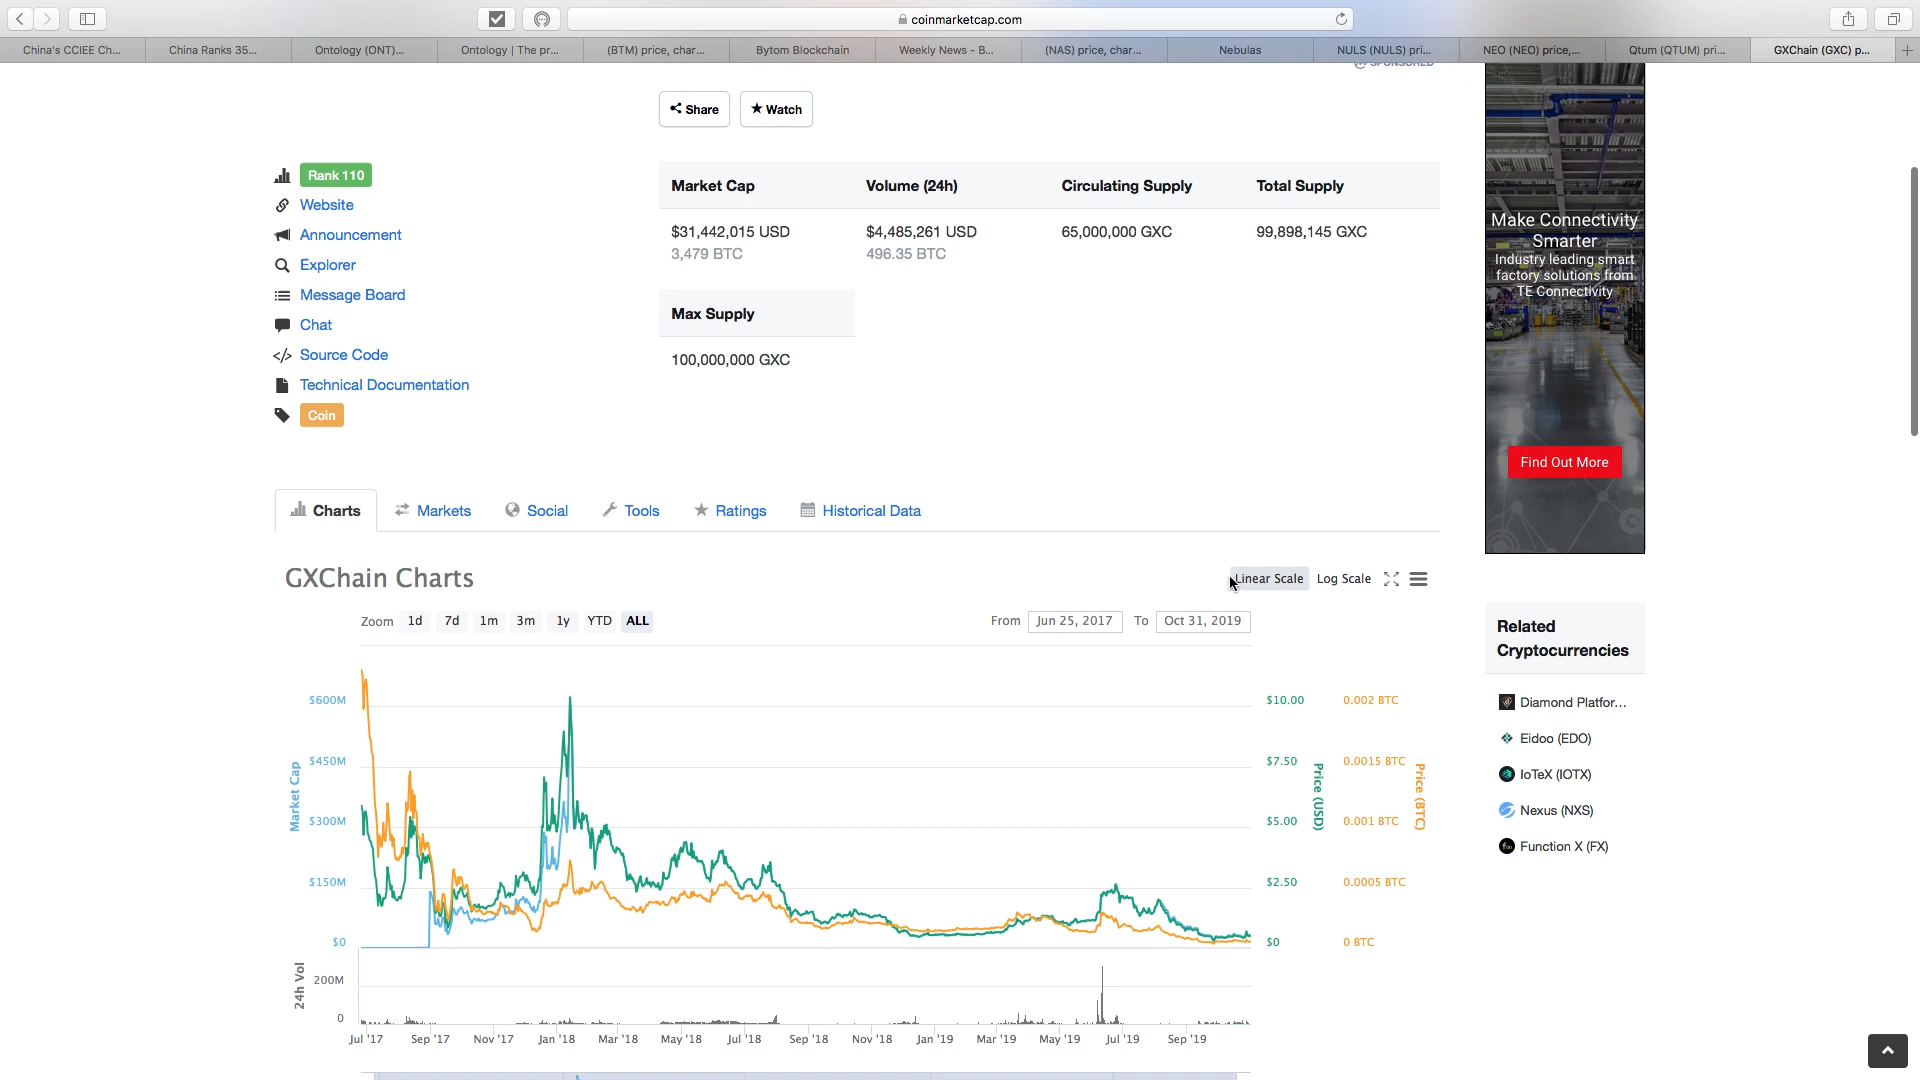 coinmarketcap.com
China's CCIEE Ch...
China Ranks 35...
Ontology (ONT)...
Ontology | The pr...
(BTM) price, char...
Bytom Blockchain
Weekly News - B...
(NAS) price, char...
Nebulas
NULS (NULS) pri...
NEO (NEO) price,...
Qtum (QTUM) pri...
GXChain (GXC) p...
SPONSORED
Share
Watch
Rank 110
Website
Announcement
Explorer
Message Board
Chat
Source Code
Technical Documentation
Coin
Market Cap Volume (24h) Circulating Supply Total Supply
$31,442,015 USD $4,485,261 USD 65,000,000 GXC 99,898,145 GXC
3,479 BTC 496.35 BTC
Max Supply
100,000,000 GXC
Make Connectivity
Smarter
Industry leading smart
factory solutions from
TE Connectivity
Find Out More
Charts Markets Social Tools Ratings Historical Data
GXChain Charts
Linear Scale Log Scale
Zoom 1d 7d 1m 3m 1y YTD ALL
From Jun 25, 2017 To Oct 31, 2019
$600M $10.00 0.002 BTC
$450M $7.50 0.0015 BTC
$300M $5.00 0.001 BTC
$150M $2.50 0.0005 BTC
$0 $0 0 BTC
Market Cap
Price (USD)
Price (BTC)
24h Vol
200M
0
Jul '17 Sep '17 Nov '17 Jan '18 Mar '18 May '18 Jul '18 Sep '18 Nov '18 Jan '19 Mar '19 May '19 Jul '19 Sep '19
Related
Cryptocurrencies
Diamond Platfor...
Eidoo (EDO)
IoTeX (IOTX)
Nexus (NXS)
Function X (FX)